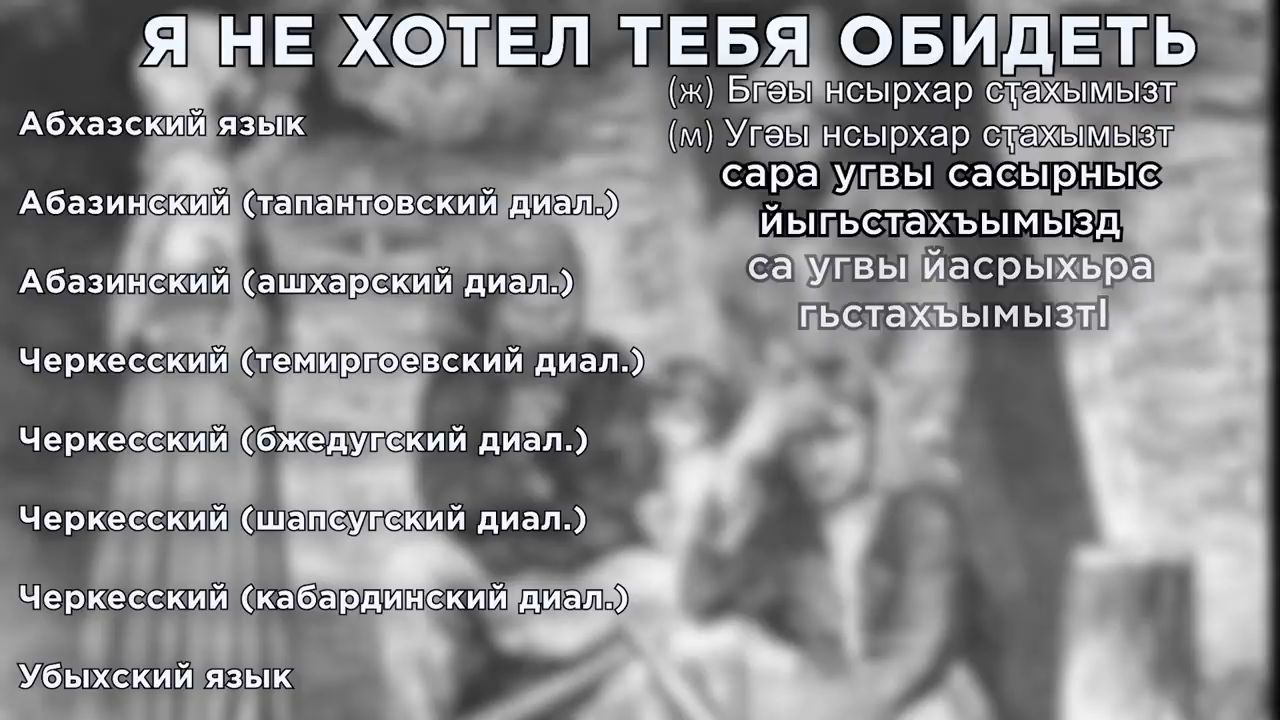 Я НЕ ХОТЕЛ ТЕБЯ ОБИДЕТЬ
Абхазский язык
(ж) Бгәы нсырхар сҭахымызт
(м) Угәы нсырхар сҭахымызт
Абазинский (тапантовский диал.)
сара угвы сасырныс
йыгьстахъымызд
Абазинский (ашхарский диал.)
са угвы йасрыхьра
гьстахъымызтӀ
Черкесский (темиргоевский диал.)
Черкесский (бжедугский диал.)
Черкесский (шапсугский диал.)
Черкесский (кабардинский диал.)
Убыхский язык